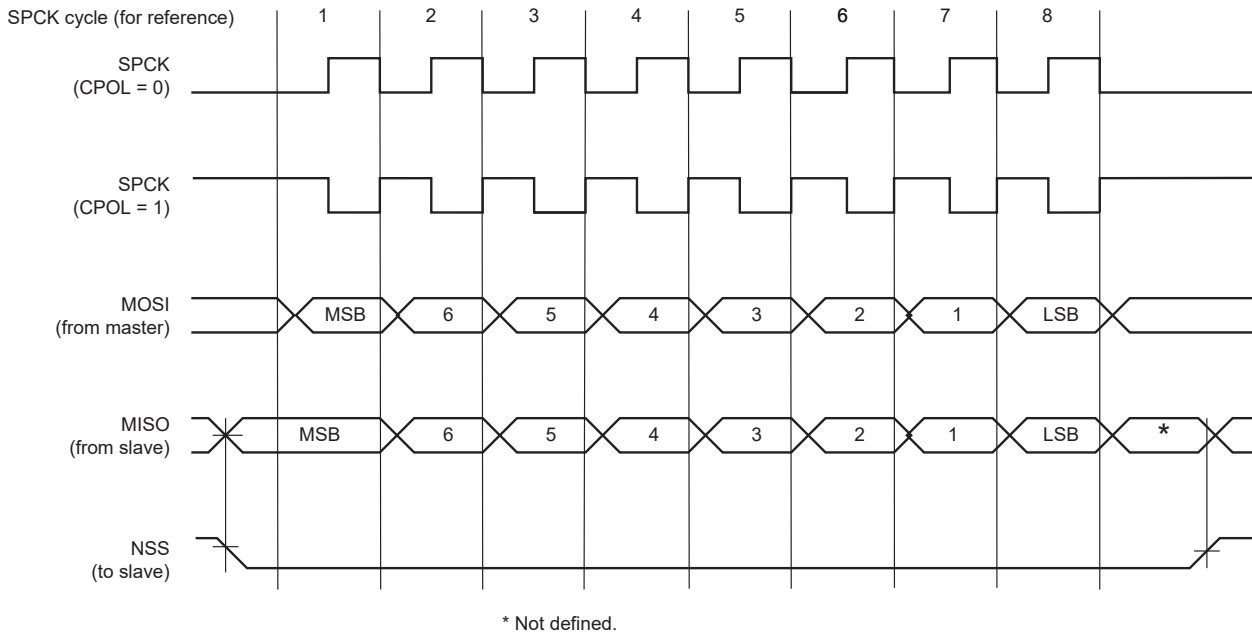 SPCK cycle (for reference) 1 2 3 4 5 6 7 8
SPCK
(CPOL = 0)
SPCK
(CPOL = 1)
MOSI
(from master)
MSB 6 5 4 3 2 1 LSB
MISO
(from slave)
MSB 6 5 4 3 2 1 LSB *
NSS
(to slave)
* Not defined.